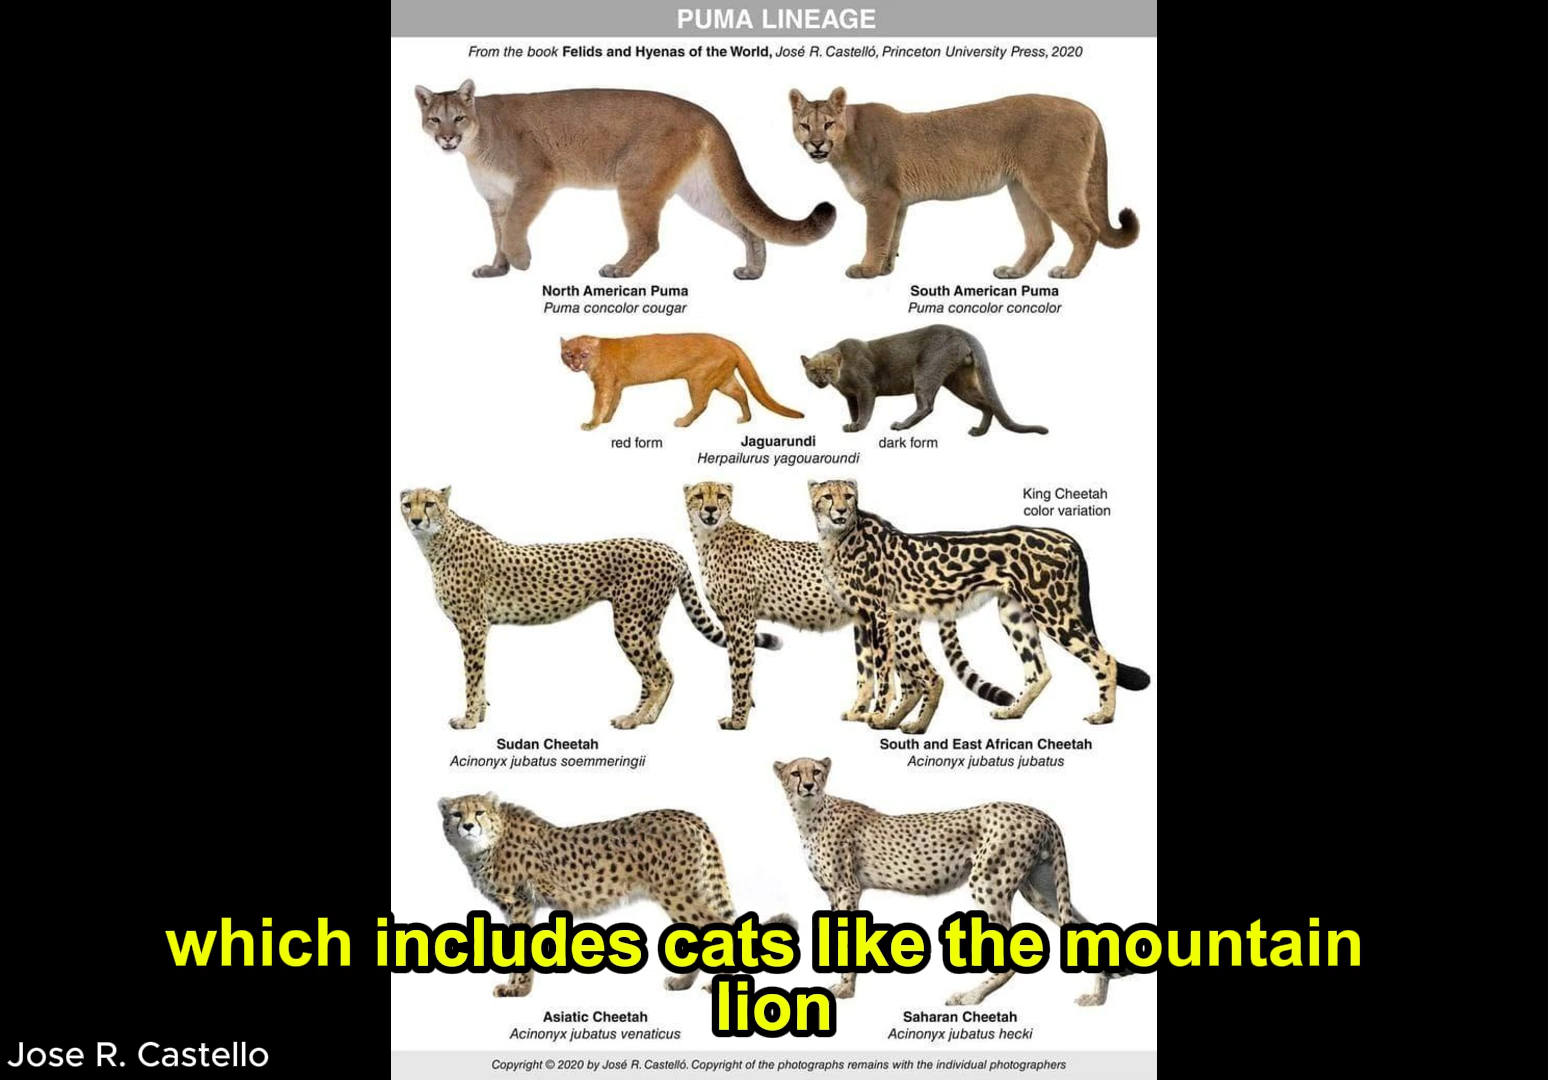 PUMA LINEAGE
From the book Felids and Hyenas of the World, José R. Castelló, Princeton University Press, 2020
North American Puma
Puma concolor cougar
South American Puma
Puma concolor concolor
red form
Jaguarundi
Herpailurus yagouaroundi
dark form
King Cheetah
color variation
Sudan Cheetah
Acinonyx jubatus soemmeringii
South and East African Cheetah
Acinonyx jubatus jubatus
which includes cats like the mountain
lion
Asiatic Cheetah
Acinonyx jubatus venaticus
Saharan Cheetah
Acinonyx jubatus hecki
Jose R. Castello
Copyright © 2020 by José R. Castelló. Copyright of the photographs remains with the individual photographers